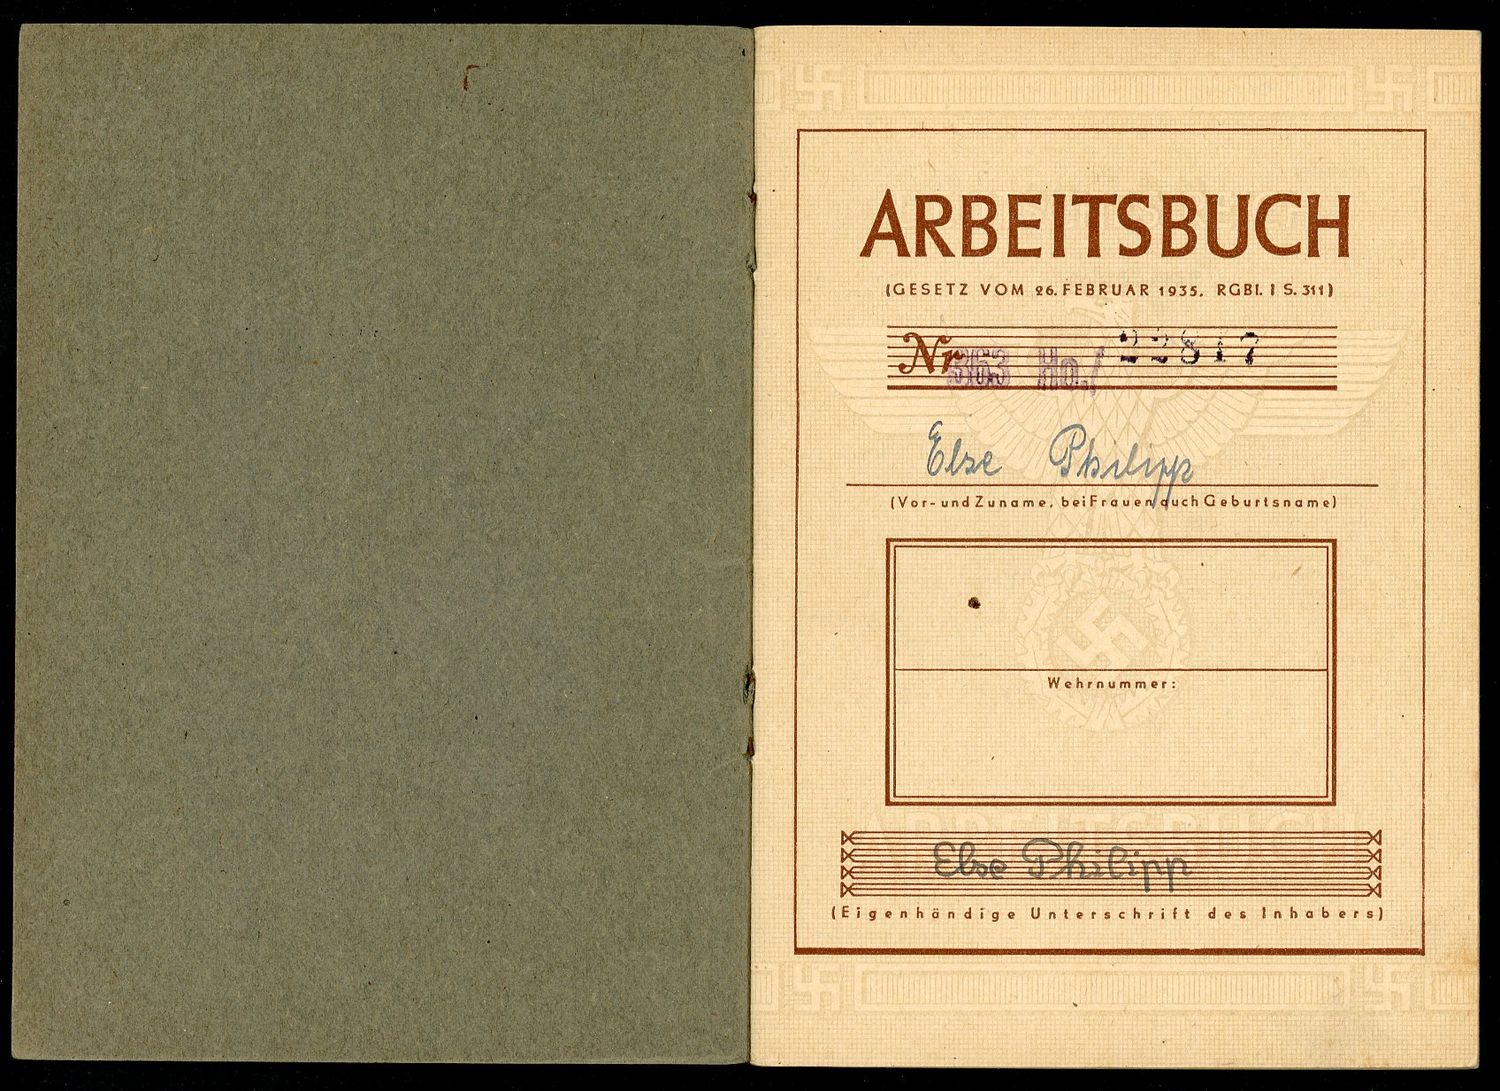 ARBEITSBUCH
(GESETZ VOM 26. FEBRUAR 1935, RGBl. I S. 311)
Nr 363 Ho./ 22817
Else Philipp
(Vor- und Zuname, bei Frauen auch Geburtsname)
Wehrnummer:
Else Philipp
(Eigenhändige Unterschrift des Inhabers)